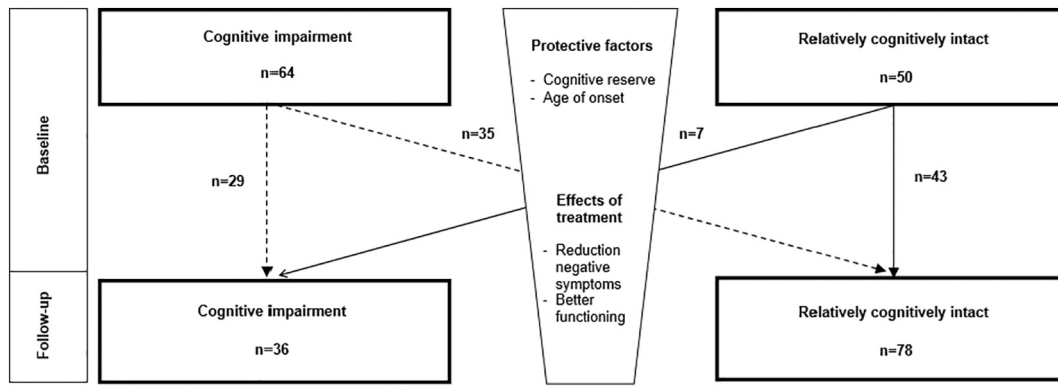 Baseline
Cognitive impairment
n=64
Protective factors
- Cognitive reserve
- Age of onset
Relatively cognitively intact
n=50
n=35
n=7
n=29
n=43
Effects of
treatment
- Reduction
negative
symptoms
- Better
functioning
Follow-up
Cognitive impairment
n=36
Relatively cognitively intact
n=78